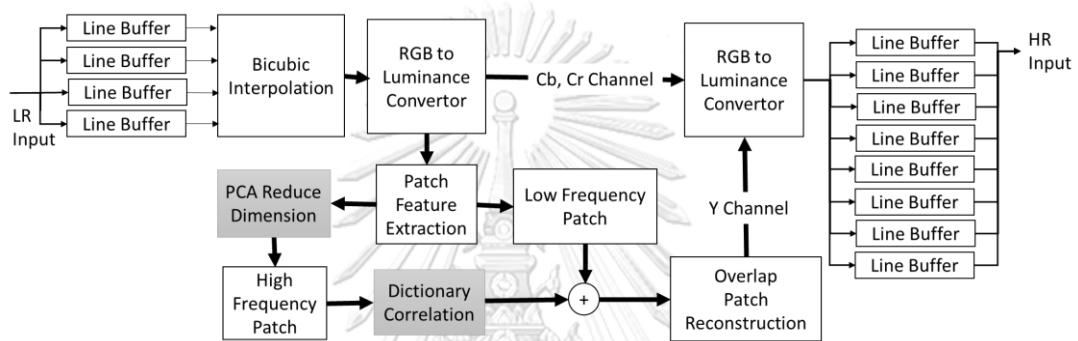 LR
Input
Line Buffer
Line Buffer
Line Buffer
Line Buffer
Bicubic
Interpolation
RGB to
Luminance
Convertor
Cb, Cr Channel
RGB to
Luminance
Convertor
Line Buffer
Line Buffer
Line Buffer
Line Buffer
Line Buffer
Line Buffer
Line Buffer
Line Buffer
HR
Input
PCA Reduce
Dimension
Patch
Feature
Extraction
Low Frequency
Patch
Y Channel
High
Frequency
Patch
Dictionary
Correlation
+
Overlap
Patch
Reconstruction